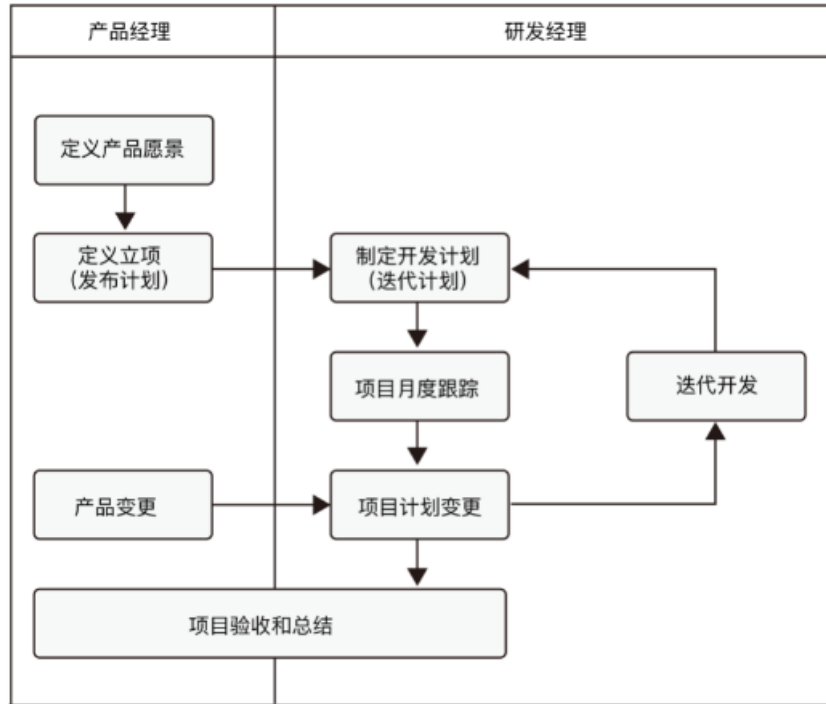 产品经理
研发经理
定义产品愿景
定义立项
(发布计划)
制定开发计划
(迭代计划)
项目月度跟踪
迭代开发
产品变更
项目计划变更
项目验收和总结